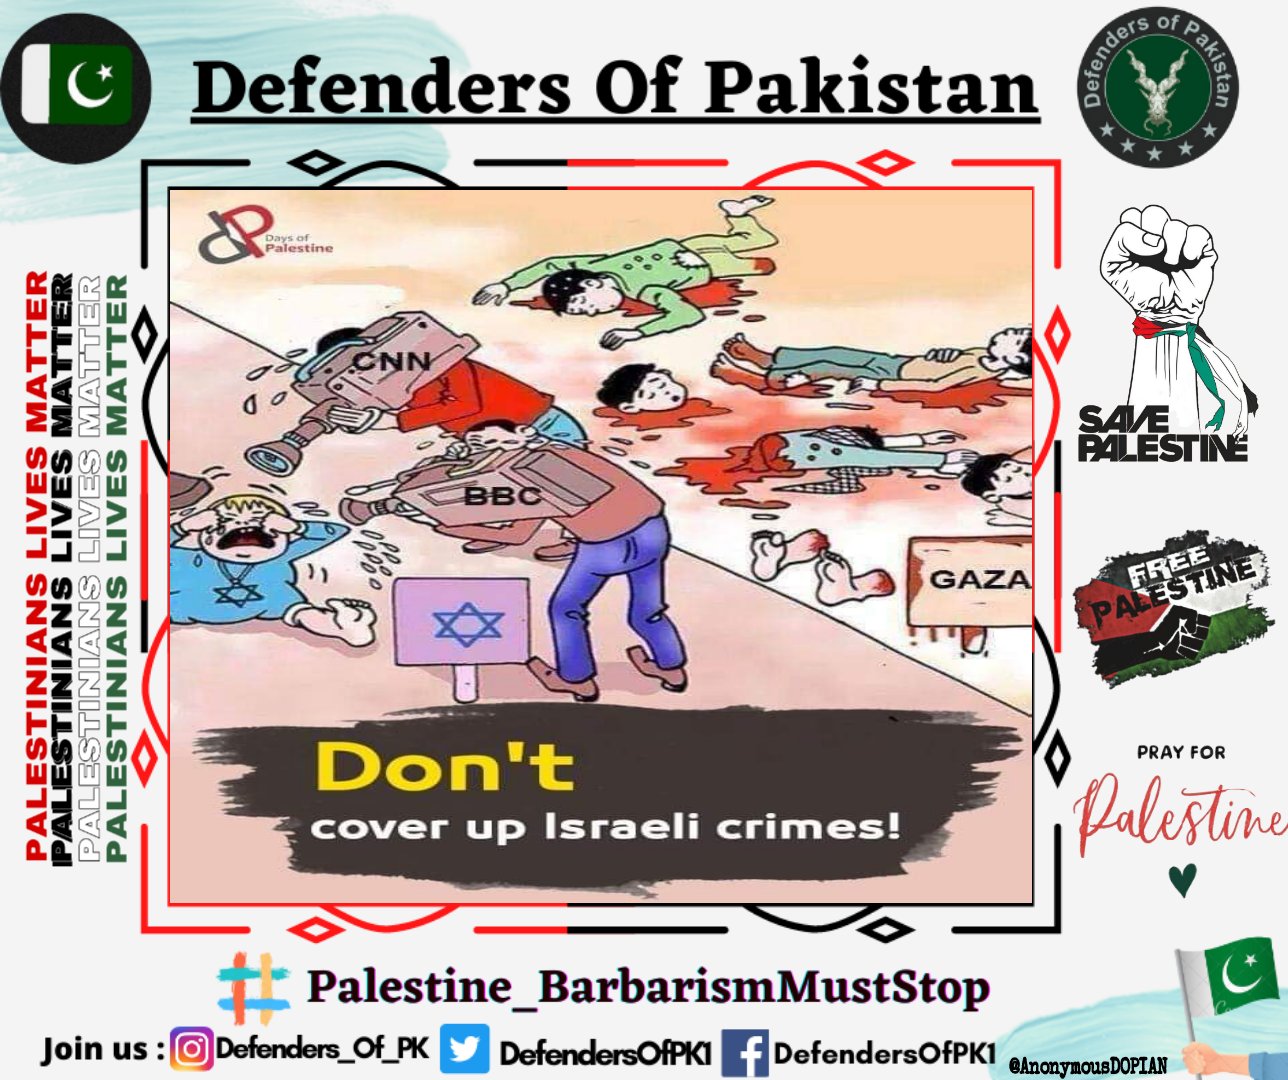 Defenders Of Pakistan
Defenders of Pakistan
PALESTINIANS LIVES MATTER
PALESTINIANS LIVES MATTER
PALESTINIANS LIVES MATTER
PALESTINIANS LIVES MATTER
dP
Days of
Palestine
CNN
BBC
GAZA
Don't
cover up Israeli crimes!
SAVE
PALESTINE
FREE
PALESTINE
PRAY FOR
Palestine
# Palestine_BarbarismMustStop
Join us : Defenders_Of_PK DefendersOfPK1 DefendersOfPK1
@AnonymousDOPIAN